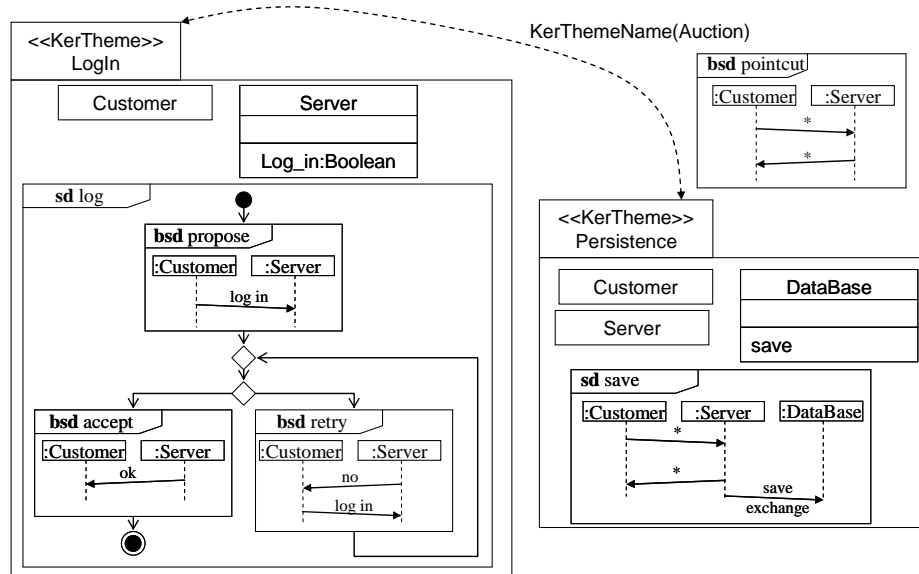 <<KerTheme>>
LogIn
KerThemeName(Auction)
Customer
Server
Log_in:Boolean
sd log
bsd propose
:Customer :Server
log in
bsd accept
:Customer :Server
ok
bsd retry
:Customer :Server
no
log in
bsd pointcut
:Customer :Server
*
*
<<KerTheme>>
Persistence
Customer
Server
DataBase
save
sd save
:Customer :Server :DataBase
*
*
save
exchange